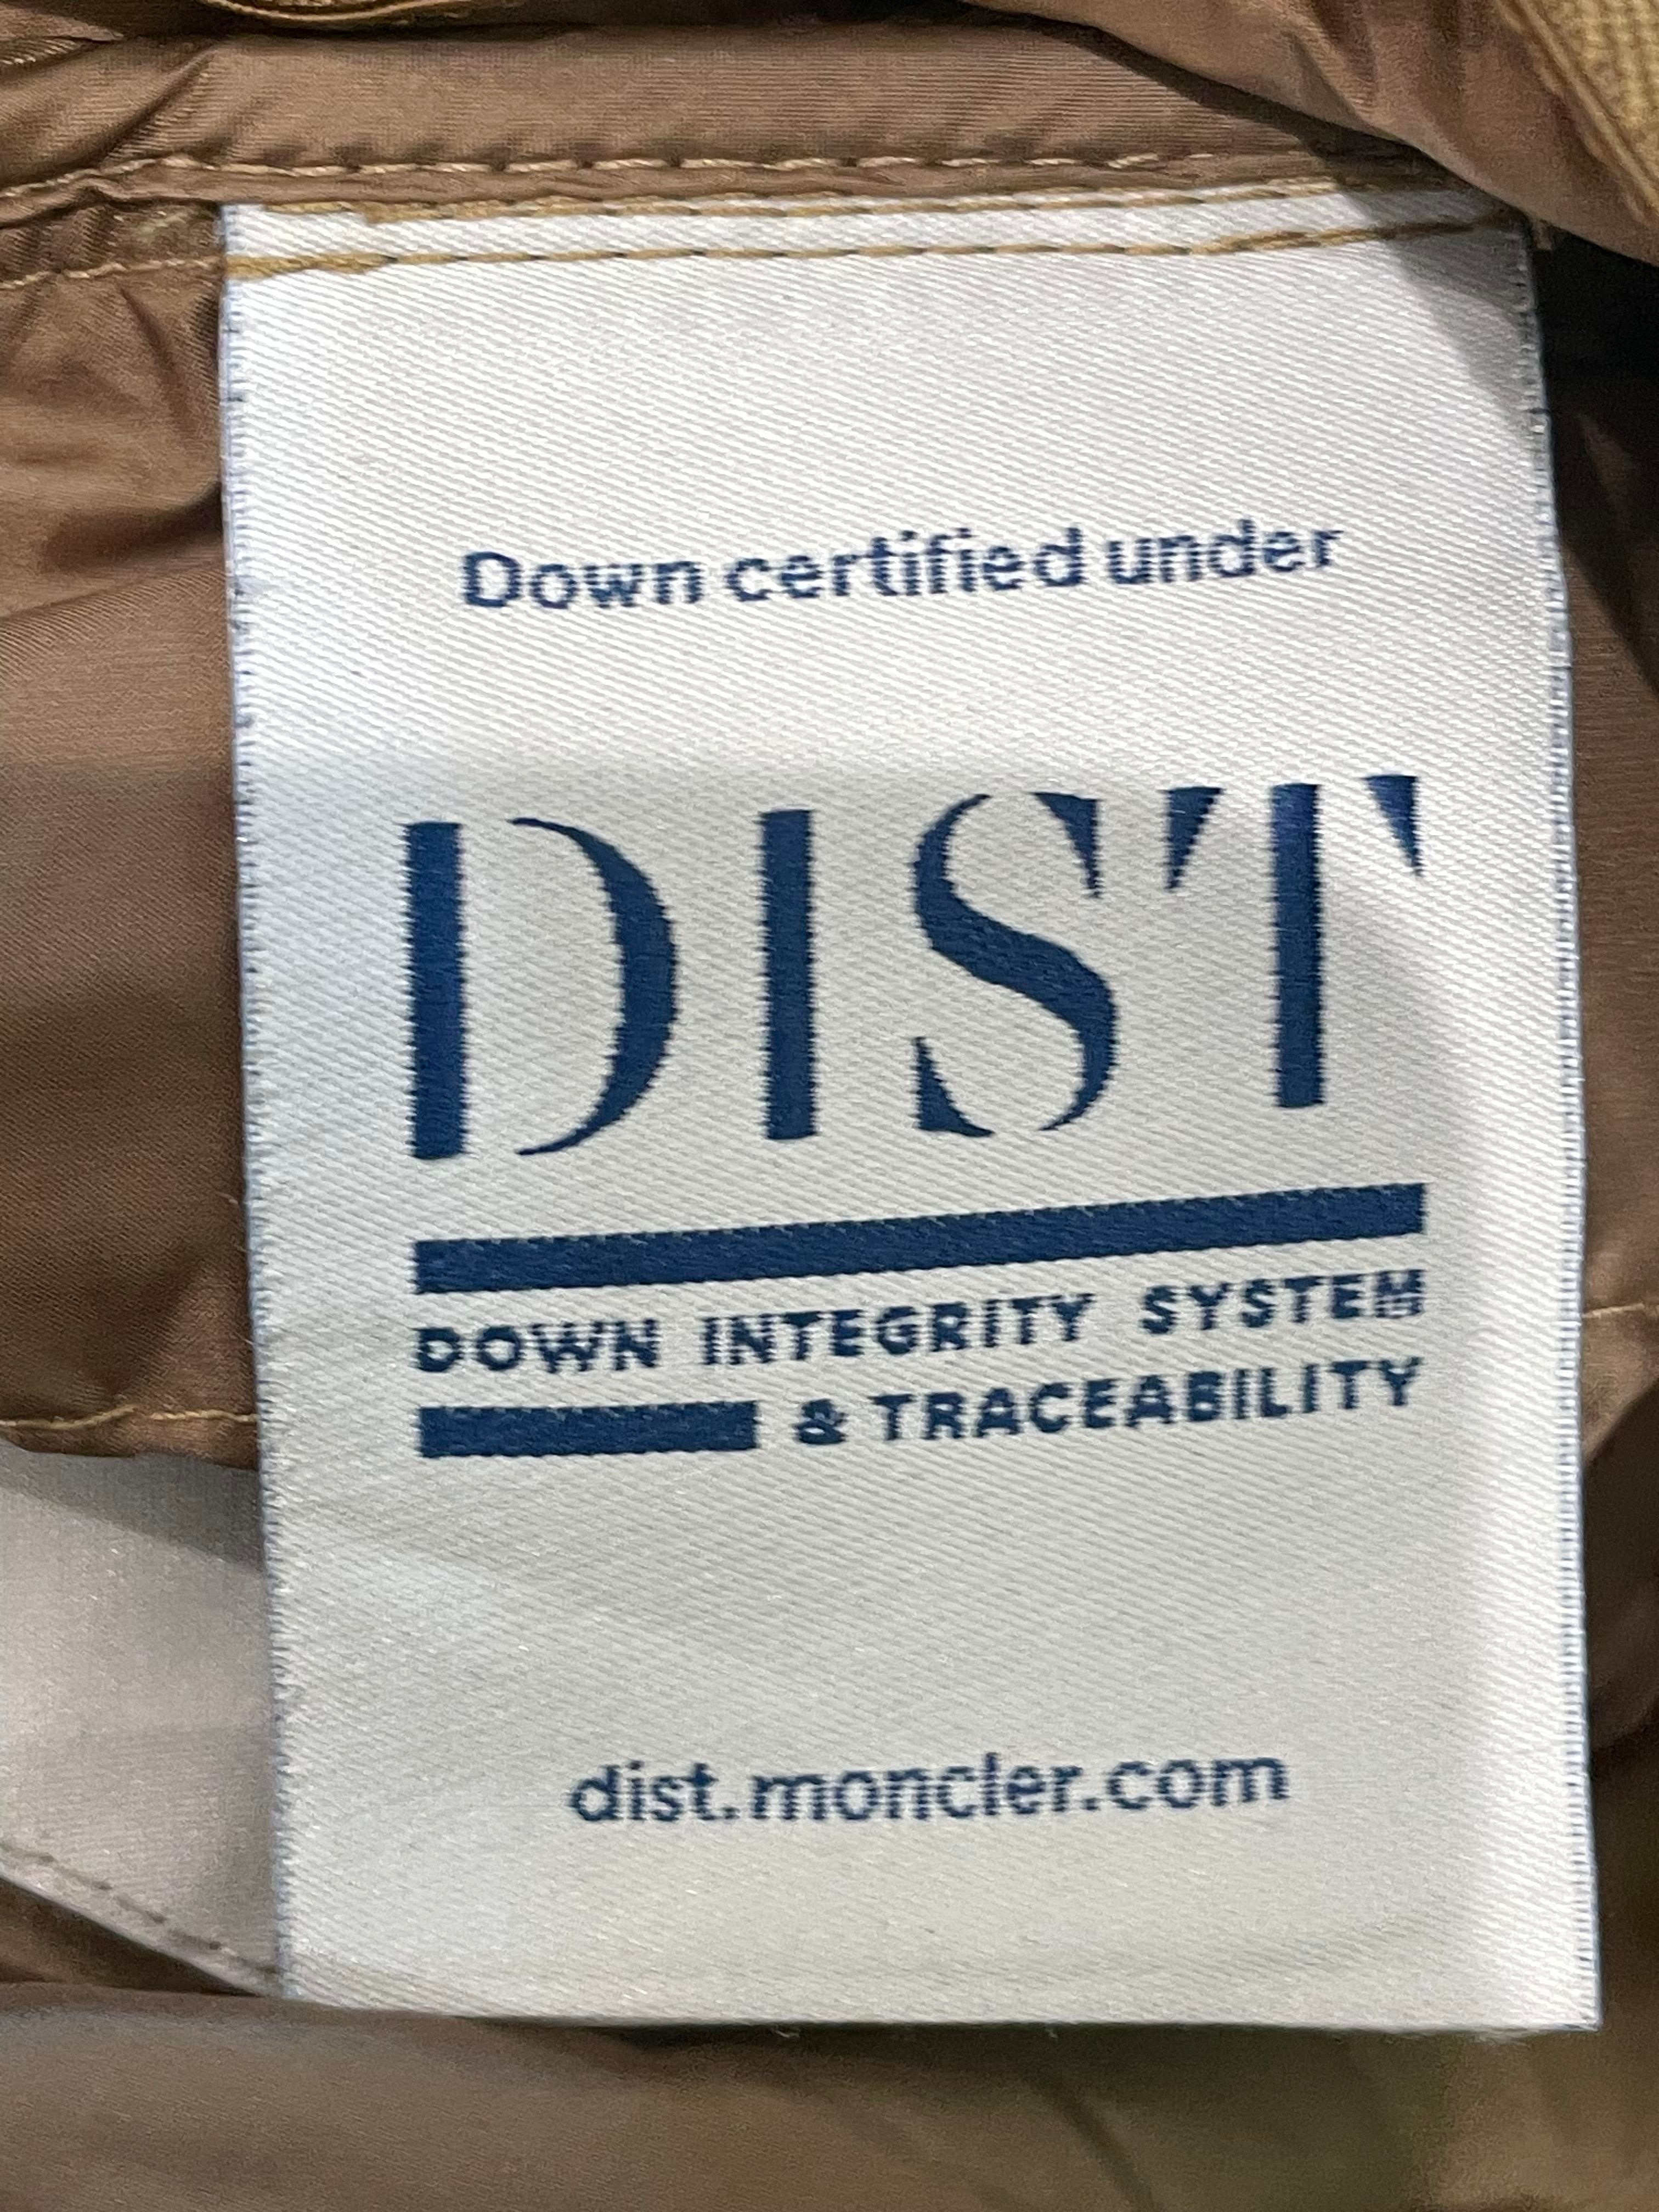 Down certified under
DIST
DOWN INTEGRITY SYSTEM
& TRACEABILITY
dist.moncler.com